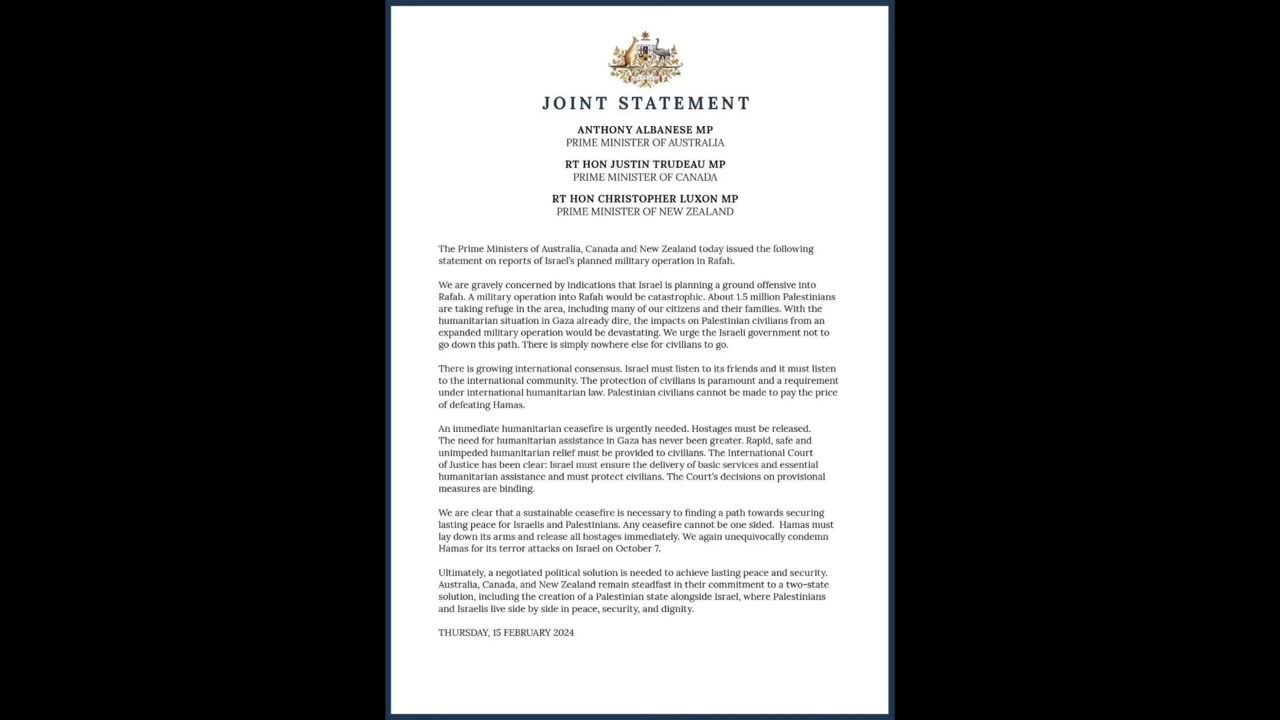 JOINT STATEMENT
ANTHONY ALBANESE MP
PRIME MINISTER OF AUSTRALIA
RT HON JUSTIN TRUDEAU MP
PRIME MINISTER OF CANADA
RT HON CHRISTOPHER LUXON MP
PRIME MINISTER OF NEW ZEALAND
The Prime Ministers of Australia, Canada and New Zealand today issued the following
statement on reports of Israel's planned military operation in Rafah.
We are gravely concerned by indications that Israel is planning a ground offensive into
Rafah. A military operation into Rafah would be catastrophic. About 1.5 million Palestinians
are taking refuge in the area, including many of our citizens and their families. With the
humanitarian situation in Gaza already dire, the impacts on Palestinian civilians from an
expanded military operation would be devastating. We urge the Israeli government not to
go down this path. There is simply nowhere else for civilians to go.
There is growing international consensus. Israel must listen to its friends and it must listen
to the international community. The protection of civilians is paramount and a requirement
under international humanitarian law. Palestinian civilians cannot be made to pay the price
of defeating Hamas.
An immediate humanitarian ceasefire is urgently needed. Hostages must be released.
The need for humanitarian assistance in Gaza has never been greater. Rapid, safe and
unimpeded humanitarian relief must be provided to civilians. The International Court
of Justice has been clear: Israel must ensure the delivery of basic services and essential
humanitarian assistance and must protect civilians. The Court's decisions on provisional
measures are binding.
We are clear that a sustainable ceasefire is necessary to finding a path towards securing
lasting peace for Israelis and Palestinians. Any ceasefire cannot be one sided. Hamas must
lay down its arms and release all hostages immediately. We again unequivocally condemn
Hamas for its terror attacks on Israel on October 7.
Ultimately, a negotiated political solution is needed to achieve lasting peace and security.
Australia, Canada, and New Zealand remain steadfast in their commitment to a two-state
solution, including the creation of a Palestinian state alongside Israel, where Palestinians
and Israelis live side by side in peace, security, and dignity.
THURSDAY, 15 FEBRUARY 2024